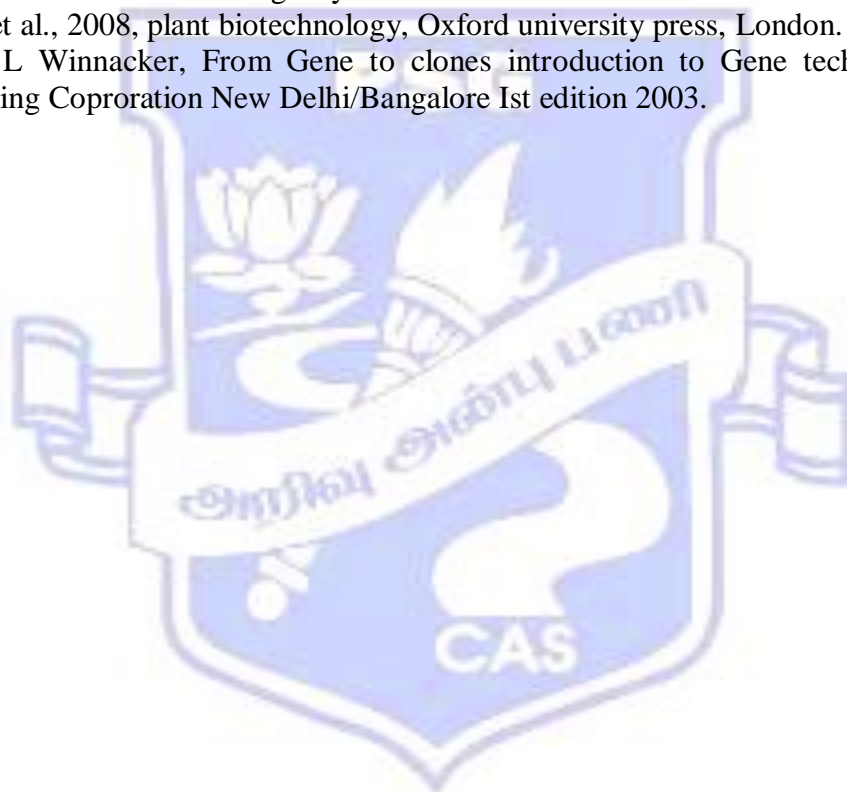 et al., 2008, plant biotechnology, Oxford university press, London.
L Winnacker, From Gene to clones introduction to Gene tech
ing Coproration New Delhi/Bangalore Ist edition 2003.
PSG
அறிவு அன்பு பணி
CAS